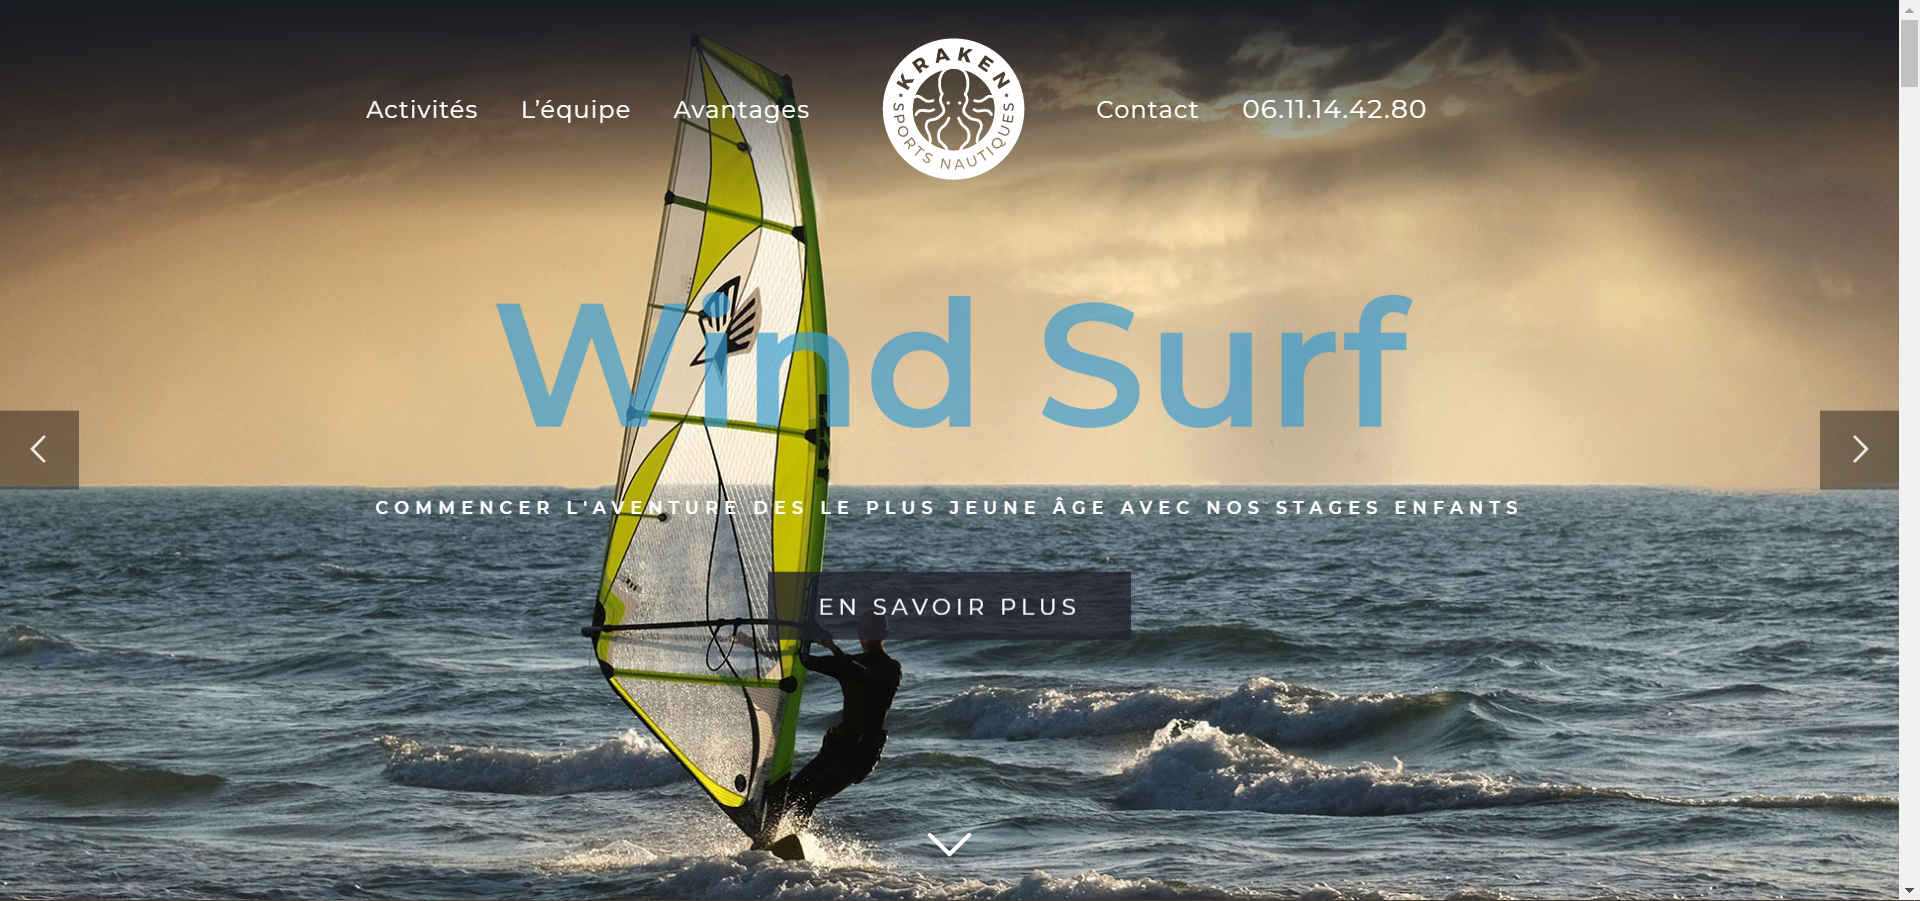 Activités
L’équipe
Avantages
KRAKEN
SPORTS NAUTIQUES
Contact
06.11.14.42.80
Wind Surf
COMMENCER L'AVENTURE DES LE PLUS JEUNE ÂGE AVEC NOS STAGES ENFANTS
EN SAVOIR PLUS